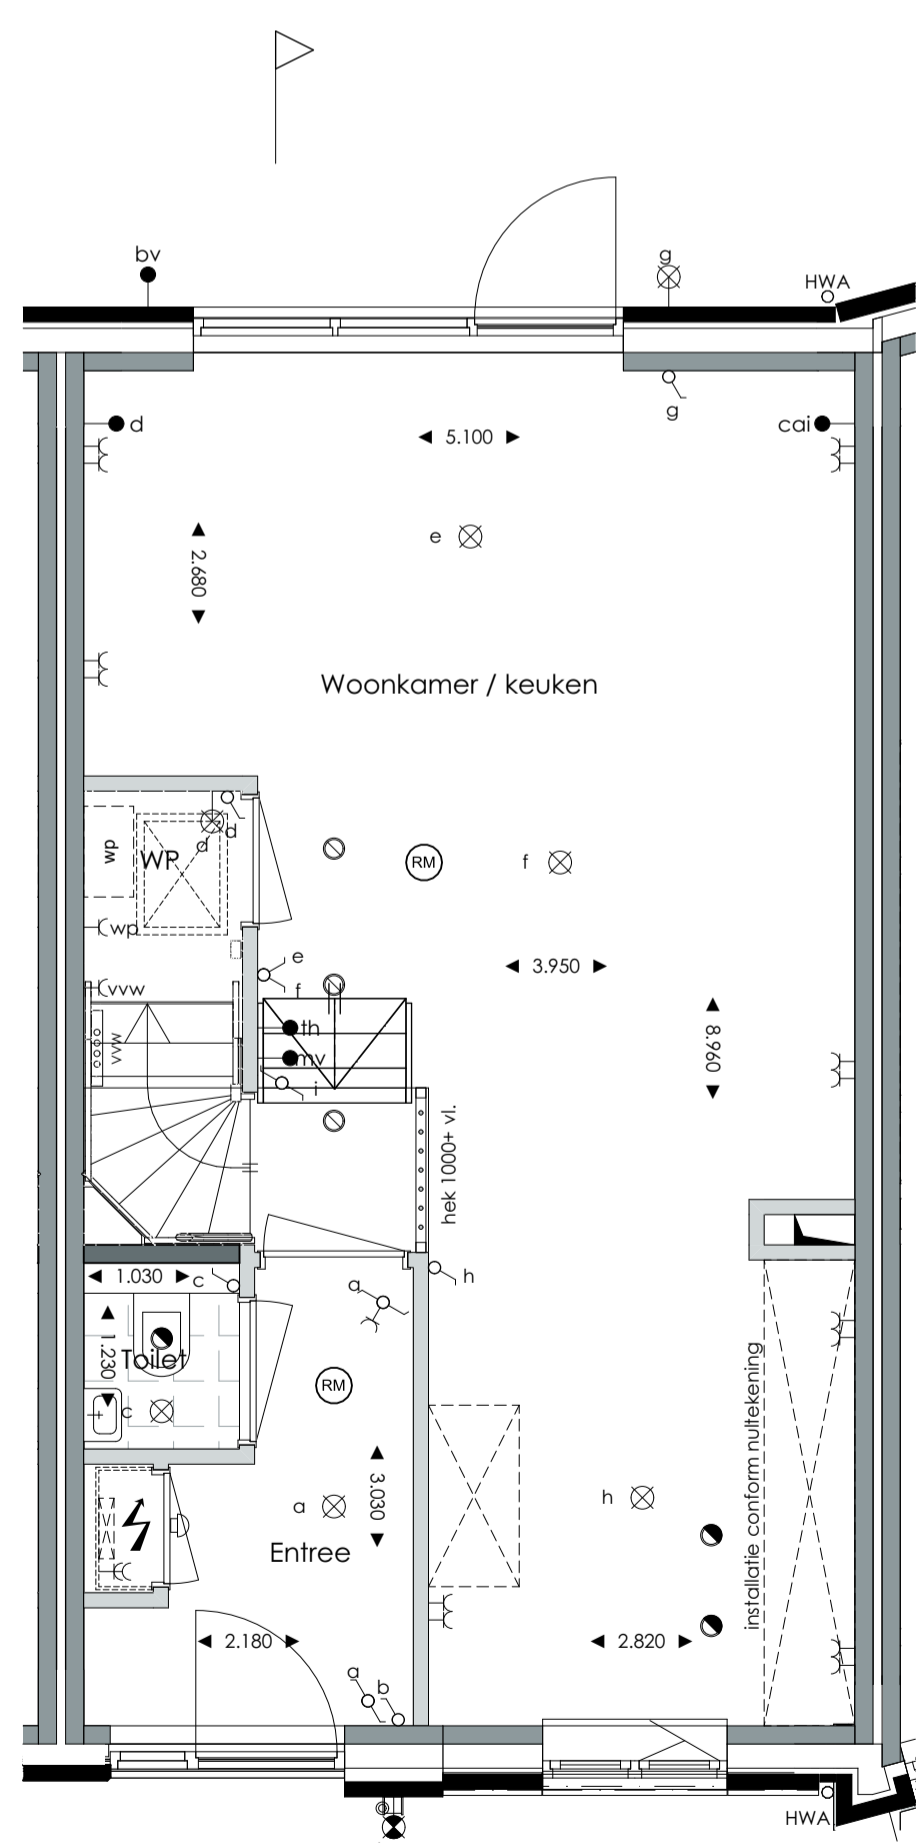 bv
g
HWA
g
d
cai
5.100
e
2.680
Woonkamer / keuken
d
d
dw
WP
RM
f
wp
e
3.950
f
vvw
th
8.960
vvw
mv
i
hek 1000+ vl.
1.030
c
h
a
1.230
Toilet
RM
c
installatie conform nultekening
3.030
h
a
Entree
2.180
2.820
a
b
HWA